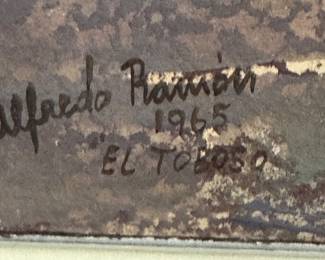 Alfredo Ramón
1965
EL TOBOSO